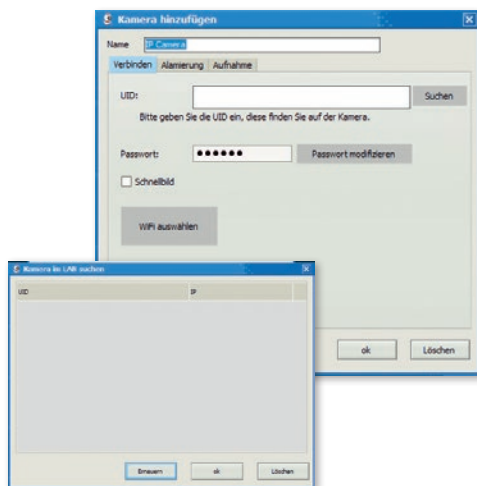 Kamera hinzufügen
Name IP Camera
Verbinden Alarmierung Aufnahme
UID: Suchen
Bitte geben Sie die UID ein, diese finden Sie auf der Kamera.
Passwort: ●●●●●● Passwort modifizieren
Schnellbild
WiFi auswählen
ok Löschen
Kamera im LAN suchen
UID IP
Erneuern ok Löschen